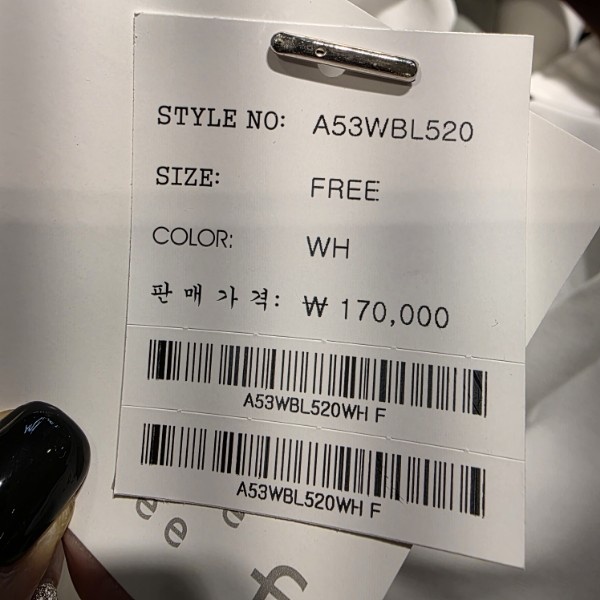 STYLE NO: A53WBL520
SIZE: FREE
COLOR: WH
판매가격: ₩ 170,000
A53WBL520WH F
A53WBL520WH F